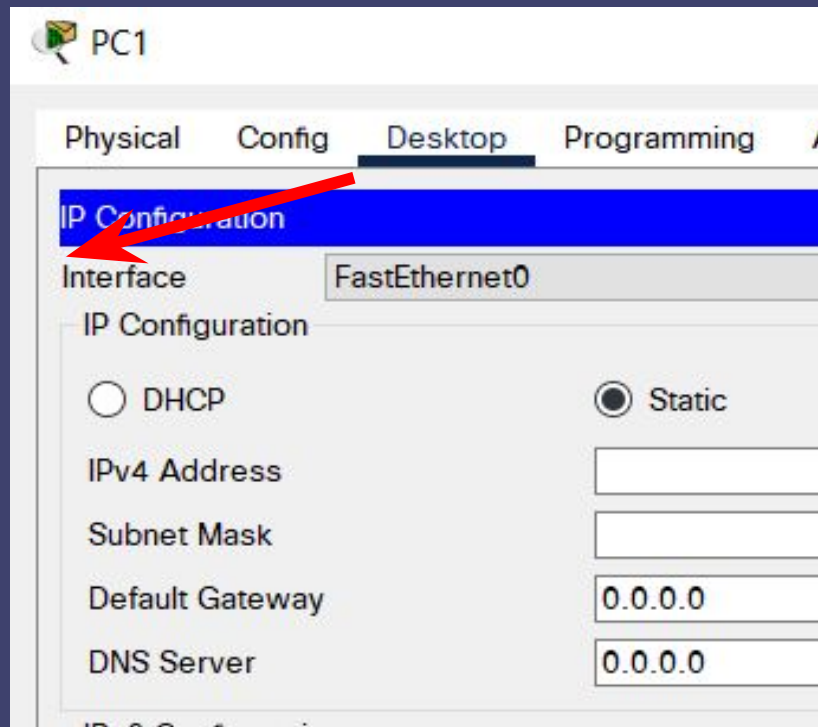 PC1
Physical Config Desktop Programming
IP Configuration
Interface FastEthernet0
IP Configuration
DHCP Static
IPv4 Address
Subnet Mask
Default Gateway 0.0.0.0
DNS Server 0.0.0.0